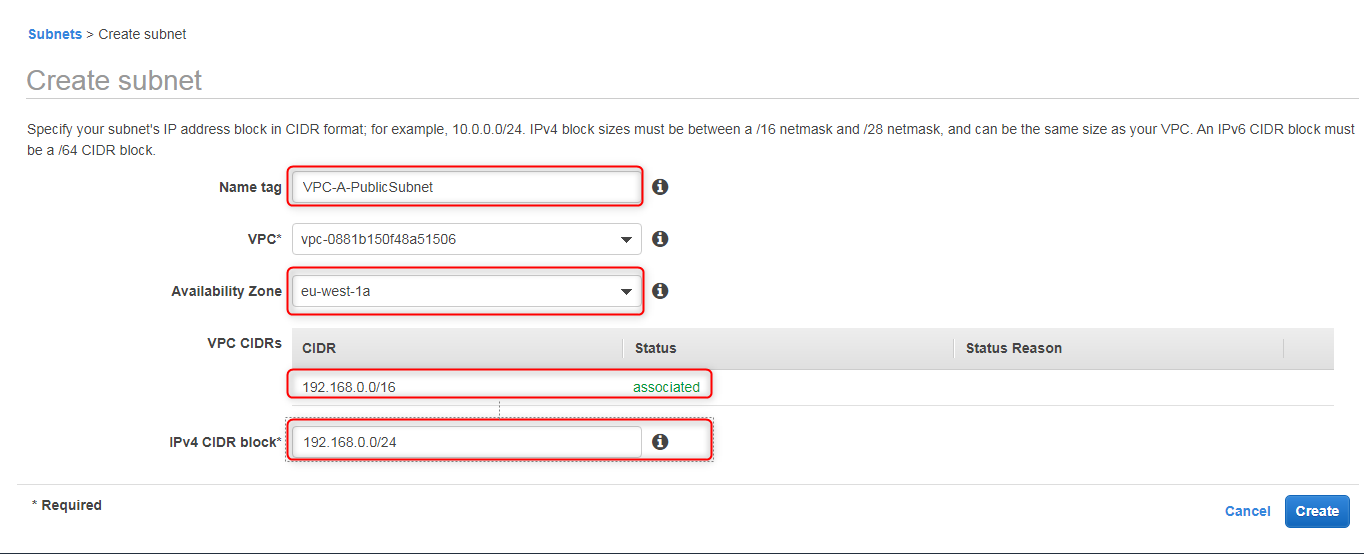 Subnets > Create subnet
Create subnet
Specify your subnet's IP address block in CIDR format; for example, 10.0.0.0/24. IPv4 block sizes must be between a /16 netmask and /28 netmask, and can be the same size as your VPC. An IPv6 CIDR block must
be a /64 CIDR block.
Name tag VPC-A-PublicSubnet
VPC* vpc-0881b150f48a51506
Availability Zone eu-west-1a
VPC CIDRs CIDR Status Status Reason
192.168.0.0/16 associated
IPv4 CIDR block* 192.168.0.0/24
* Required
Cancel Create